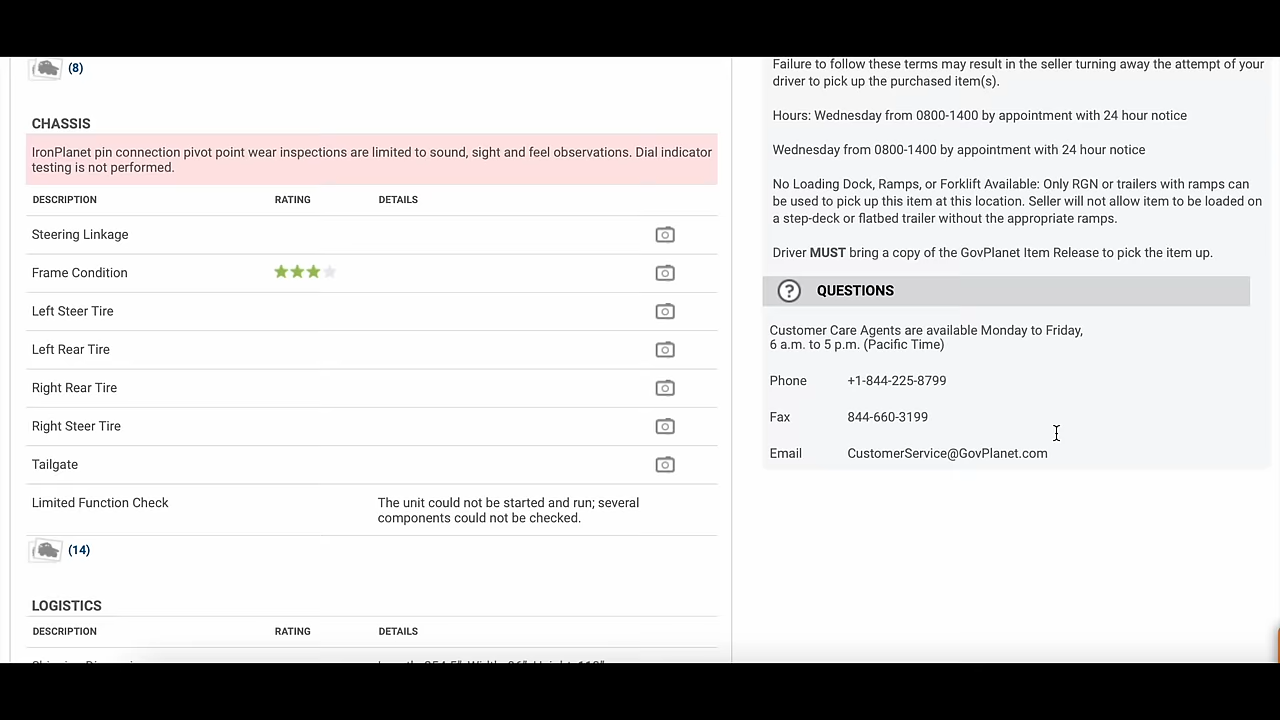 (8)
CHASSIS
IronPlanet pin connection pivot point wear inspections are limited to sound, sight and feel observations. Dial indicator
testing is not performed.
DESCRIPTION RATING DETAILS
Steering Linkage
Frame Condition
Left Steer Tire
Left Rear Tire
Right Rear Tire
Right Steer Tire
Tailgate
Limited Function Check The unit could not be started and run; several
components could not be checked.
(14)
LOGISTICS
DESCRIPTION RATING DETAILS
Failure to follow these terms may result in the seller turning away the attempt of your
driver to pick up the purchased item(s).
Hours: Wednesday from 0800-1400 by appointment with 24 hour notice
Wednesday from 0800-1400 by appointment with 24 hour notice
No Loading Dock, Ramps, or Forklift Available: Only RGN or trailers with ramps can
be used to pick up this item at this location. Seller will not allow item to be loaded on
a step-deck or flatbed trailer without the appropriate ramps.
Driver MUST bring a copy of the GovPlanet Item Release to pick the item up.
? QUESTIONS
Customer Care Agents are available Monday to Friday,
6 a.m. to 5 p.m. (Pacific Time)
Phone +1-844-225-8799
Fax 844-660-3199
Email CustomerService@GovPlanet.com